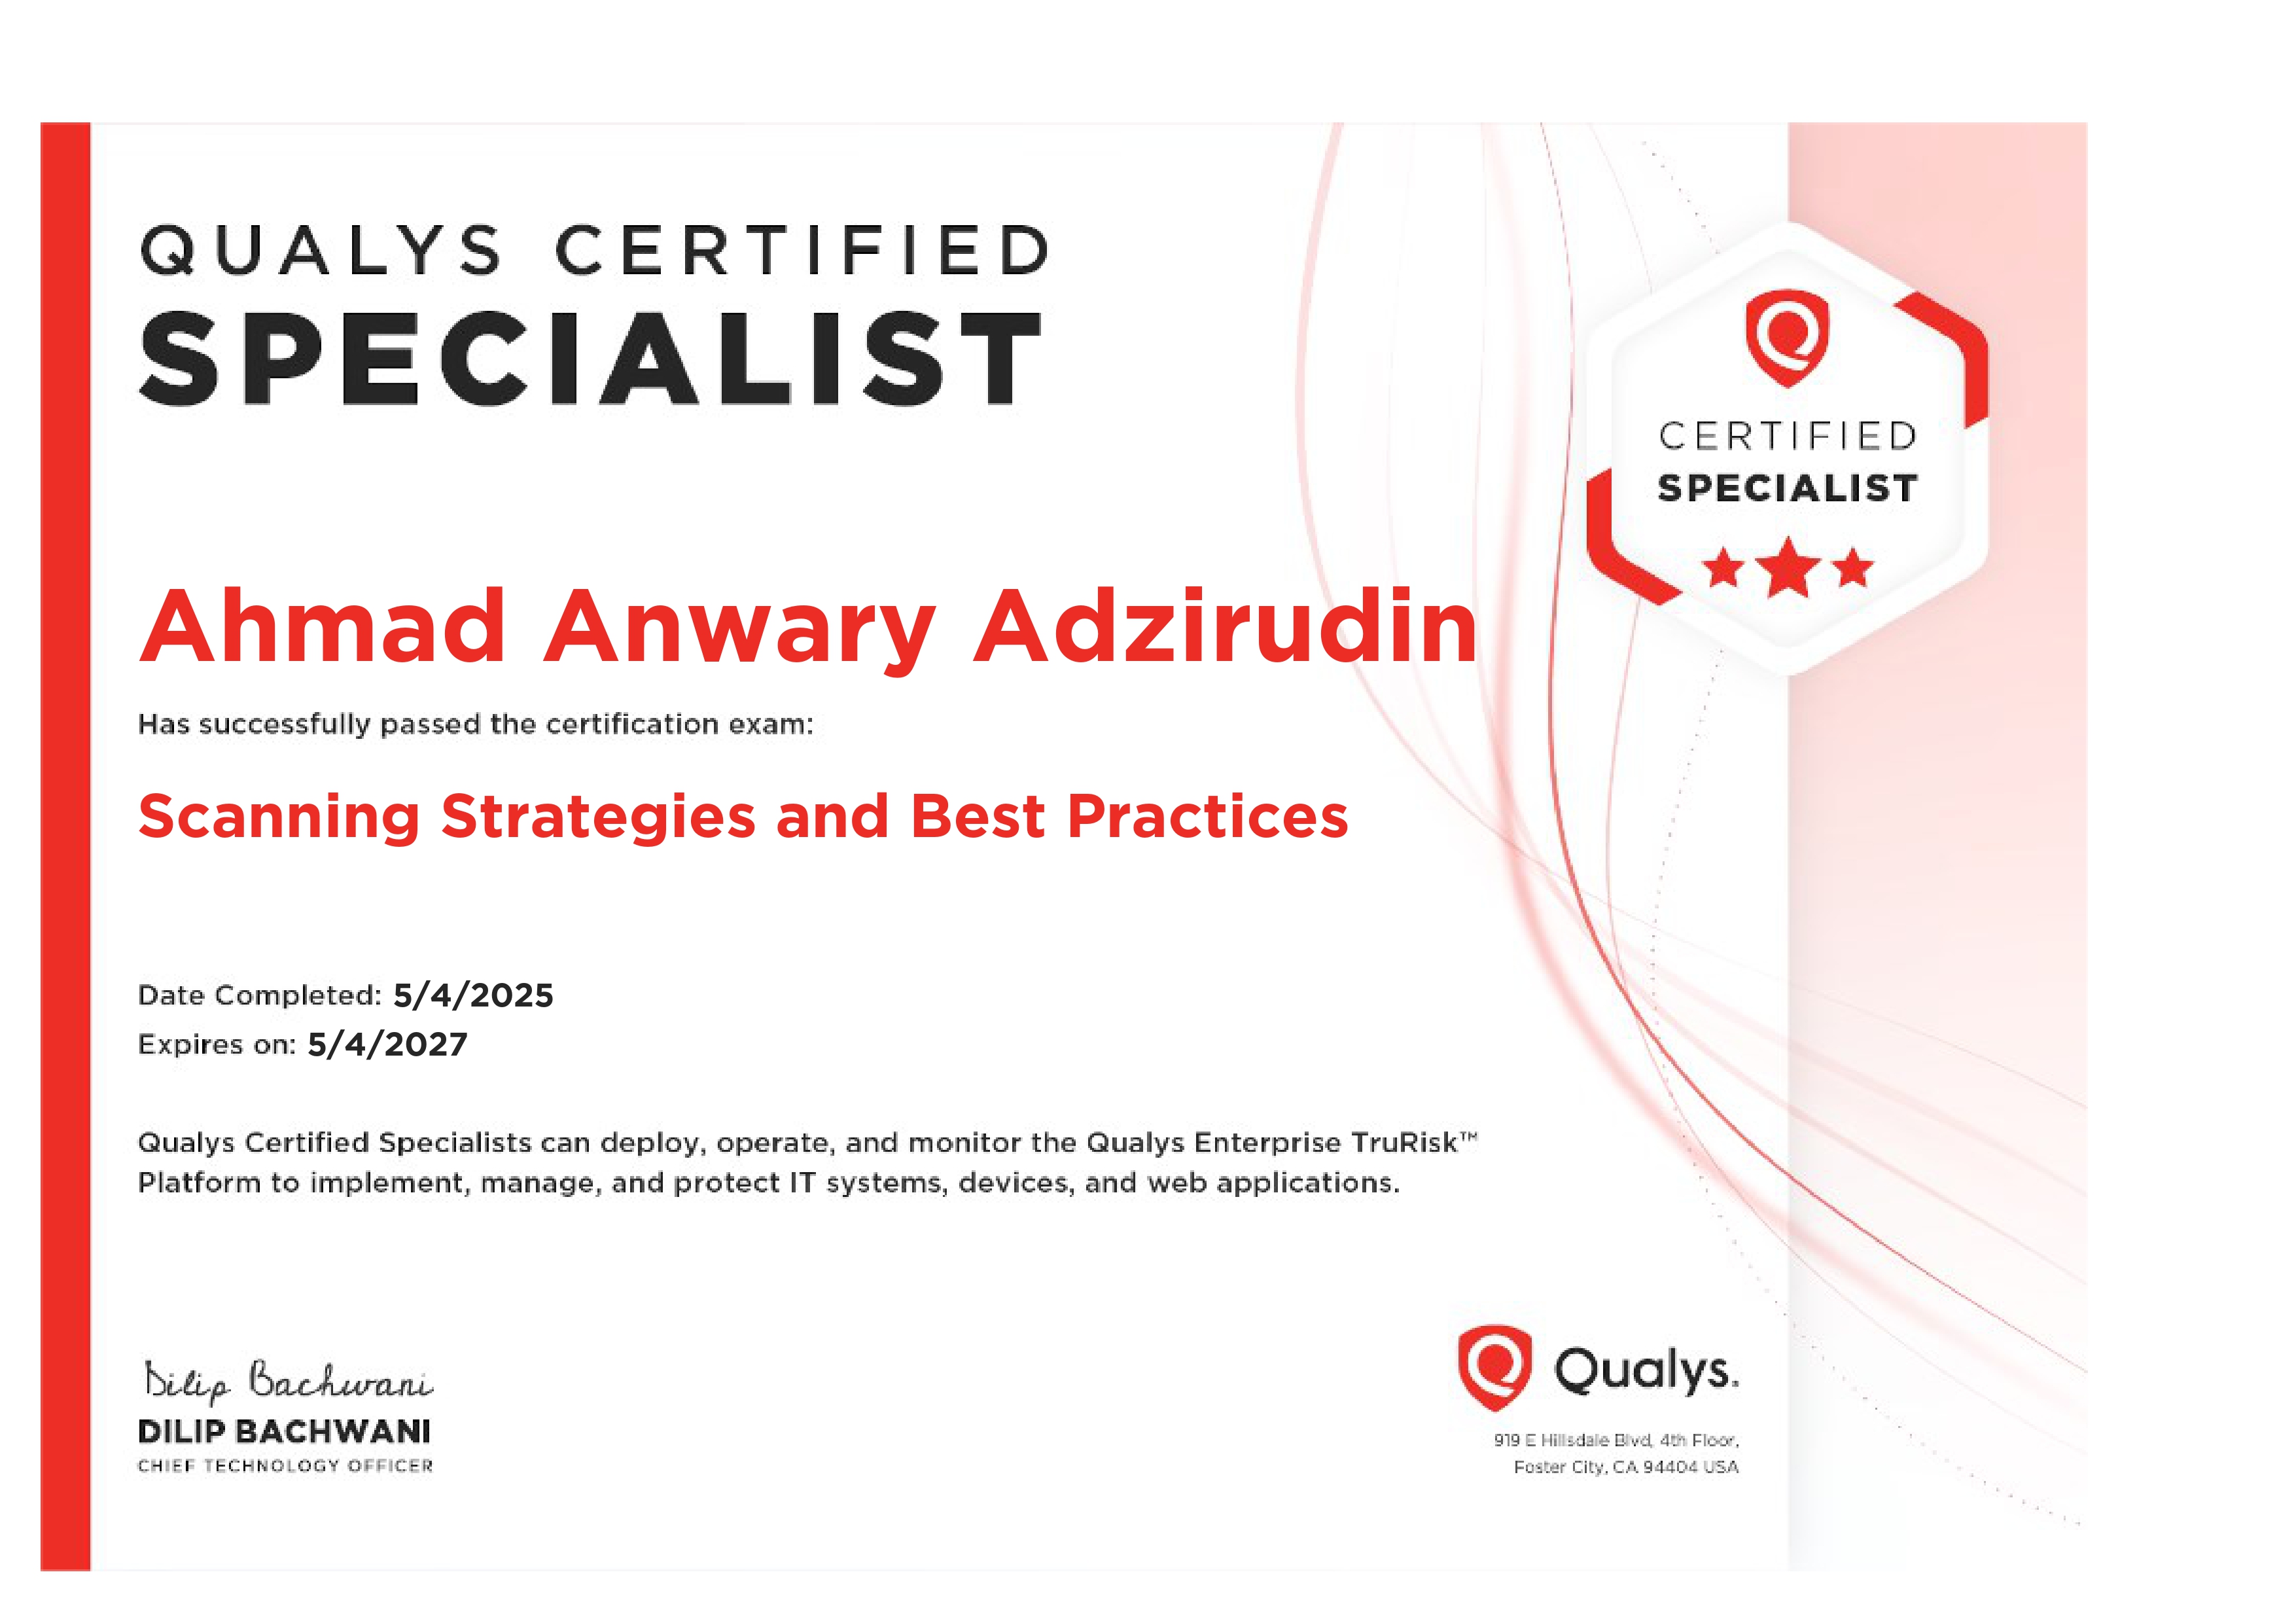 QUALYS CERTIFIED
SPECIALIST
CERTIFIED
SPECIALIST
Ahmad Anwary Adzirudin
Has successfully passed the certification exam:
Scanning Strategies and Best Practices
Date Completed: 5/4/2025
Expires on: 5/4/2027
Qualys Certified Specialists can deploy, operate, and monitor the Qualys Enterprise TruRisk™
Platform to implement, manage, and protect IT systems, devices, and web applications.
Dilip Bachwani
DILIP BACHWANI
CHIEF TECHNOLOGY OFFICER
Qualys.
919 E Hillsdale Blvd, 4th Floor,
Foster City, CA 94404 USA